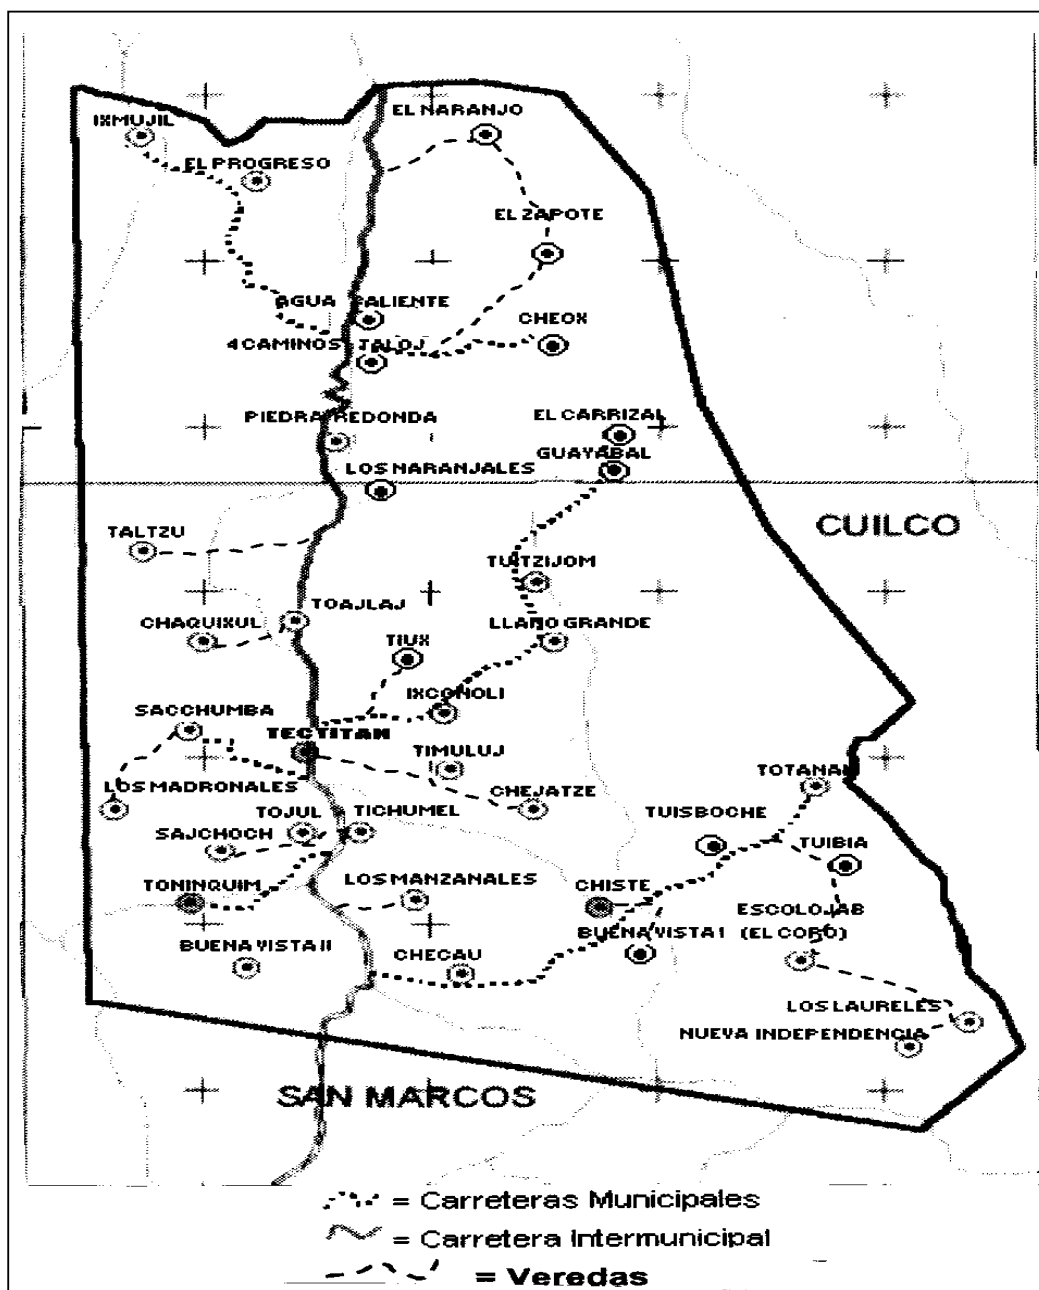 EL NARANJO
IXMUJIL
EL PROGRESO
EL ZAPOTE
AGUA CALIENTE
CHEOX
4 CAMINOS TALOJ
PIEDRA REDONDA
EL CARRIZAL
GUAYABAL
LOS NARANJALES
CUILCO
TALTZU
TUITZIJOM
TOAJLAJ
CHAQUIXUL
LLANO GRANDE
TIUX
IXCONOLI
SACCHUMBA
TECTITAN
TIMULUJ
TOTANAM
LOS MADRONALES
CHEJATZE
TOJUL
TICHUMEL
TUISBOCHE
SAJCHOCH
TUIBIA
TONINQUIM
LOS MANZANALES
CHISTE
ESCOLOJAB
BUENA VISTA I
(EL CORO)
BUENA VISTA II
CHECAU
LOS LAURELES
NUEVA INDEPENDENCIA
SAN MARCOS
= Carreteras Municipales
= Carretera Intermunicipal
= Veredas